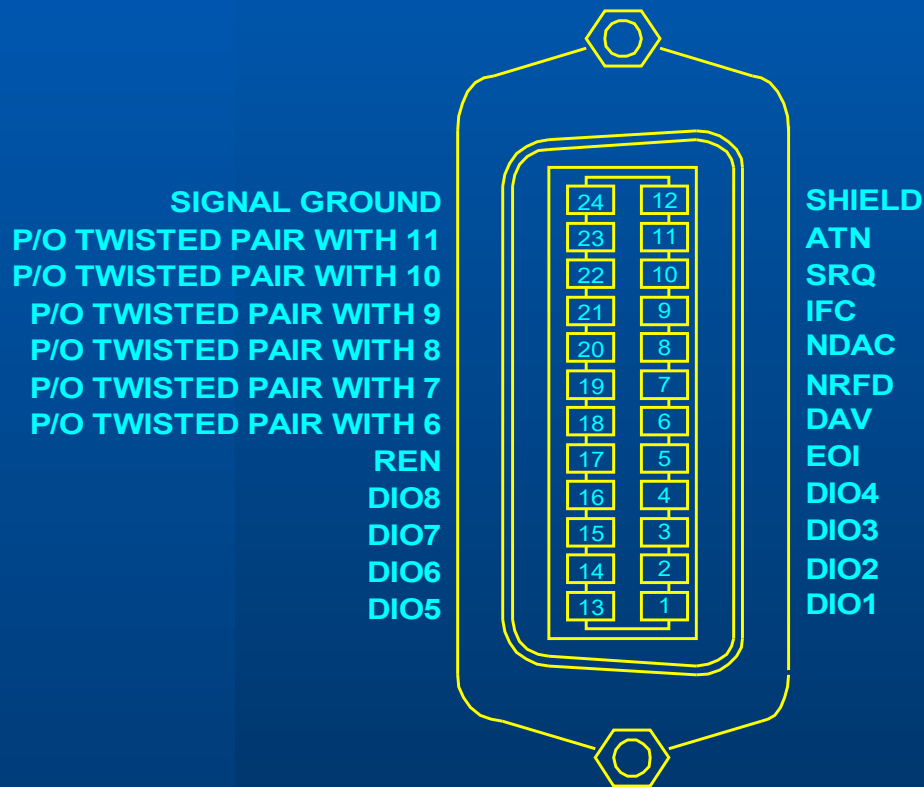 SIGNAL GROUND 24 12 SHIELD
P/O TWISTED PAIR WITH 11 23 11 ATN
P/O TWISTED PAIR WITH 10 22 10 SRQ
P/O TWISTED PAIR WITH 9 21 9 IFC
P/O TWISTED PAIR WITH 8 20 8 NDAC
P/O TWISTED PAIR WITH 7 19 7 NRFD
P/O TWISTED PAIR WITH 6 18 6 DAV
REN 17 5 EOI
DIO8 16 4 DIO4
DIO7 15 3 DIO3
DIO6 14 2 DIO2
DIO5 13 1 DIO1